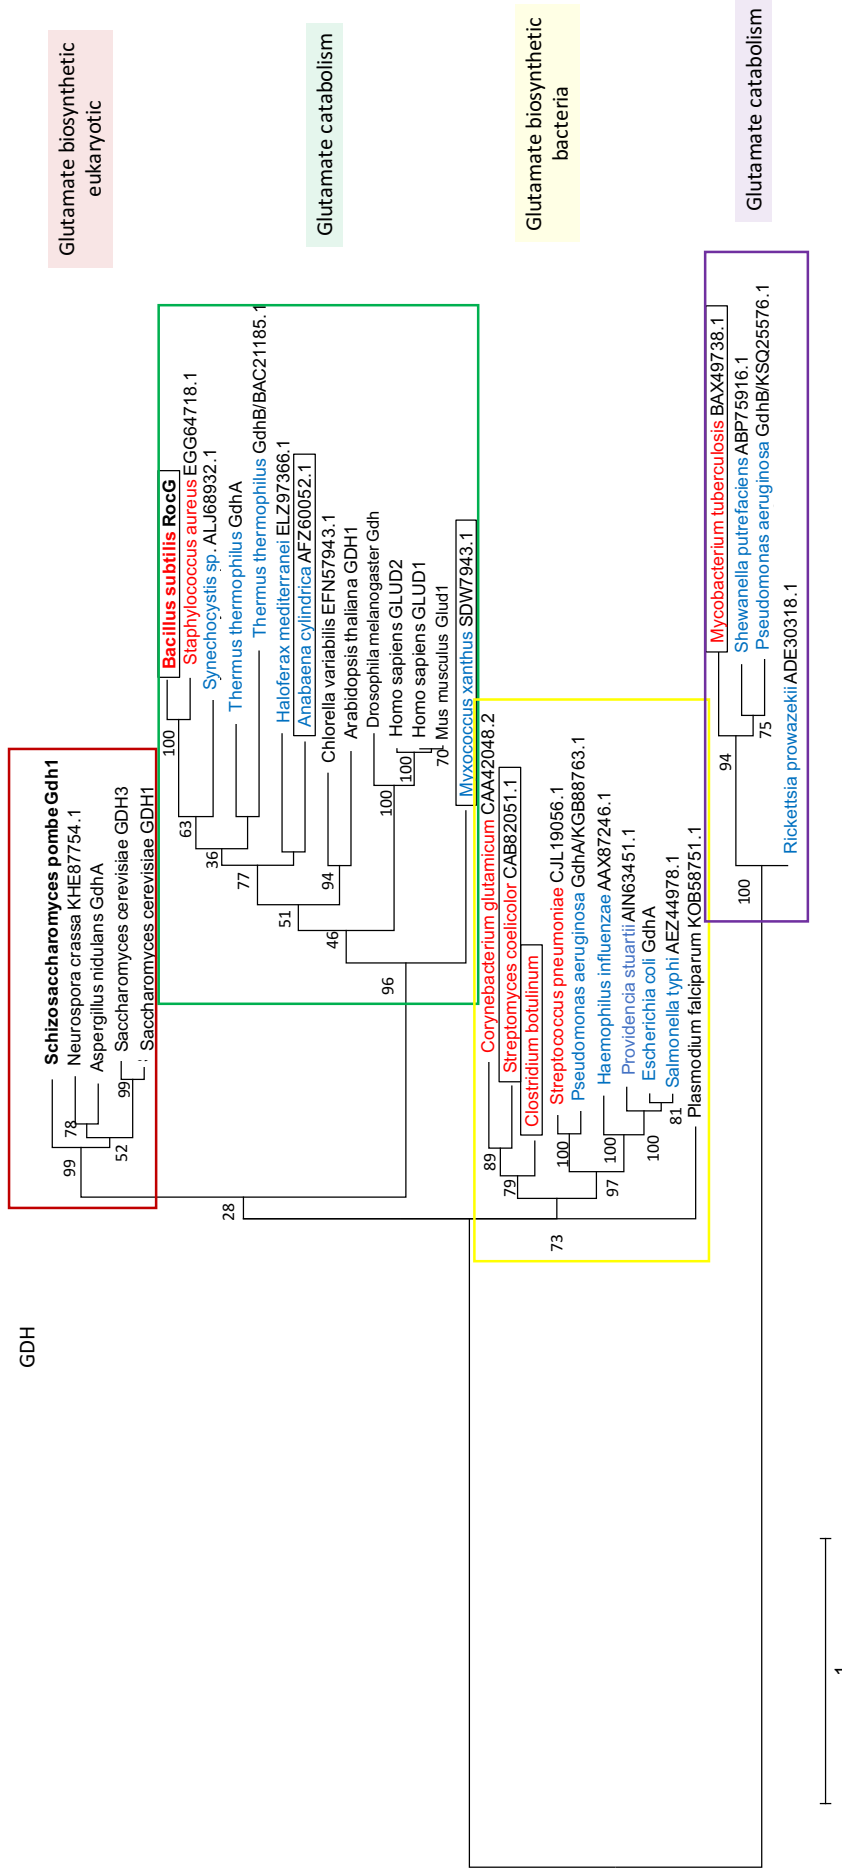 GDH
Glutamate biosynthetic
eukaryotic
Glutamate catabolism
Glutamate biosynthetic
bacteria
Glutamate catabolism
Schizosaccharomyces pombe Gdh1
Neurospora crassa KHE87754.1
Aspergillus nidulans GdhA
Saccharomyces cerevisiae GDH3
Saccharomyces cerevisiae GDH1
Bacillus subtilis RocG
Staphylococcus aureus EGG64718.1
Synechocystis sp. ALJ68932.1
Thermus thermophilus GdhA
Thermus thermophilus GdhB/BAC21185.1
Haloferax mediterranei ELZ97366.1
Anabaena cylindrica AFZ60052.1
Chlorella variabilis EFN57943.1
Arabidopsis thaliana GDH1
Drosophila melanogaster Gdh
Homo sapiens GLUD2
Homo sapiens GLUD1
Mus musculus Glud1
Myxococcus xanthus SDW7943.1
Corynebacterium glutamicum CAA42048.2
Streptomyces coelicolor CAB82051.1
Clostridium botulinum
Streptococcus pneumoniae CJL19056.1
Pseudomonas aeruginosa GdhA/KGB88763.1
Haemophilus influenzae AAX87246.1
Providencia stuartii AIN63451.1
Escherichia coli GdhA
Salmonella typhi AEZ44978.1
Plasmodium falciparum KOB58751.1
Mycobacterium tuberculosis BAX49738.1
Shewanella putrefaciens ABP75916.1
Pseudomonas aeruginosa GdhB/KSQ25576.1
Rickettsia prowazekii ADE30318.1
99
78
52
99
28
100
63
36
77
51
94
46
100
100
70
96
89
79
73
100
97
100
100
81
94
75
100